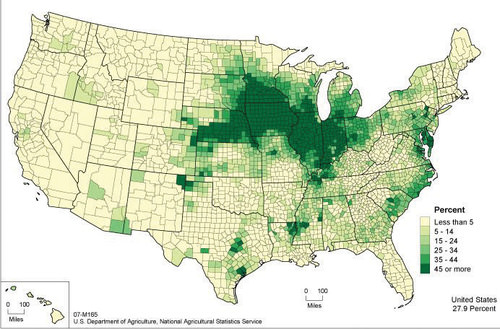 Percent
Less than 5
5 - 14
15 - 24
25 - 34
35 - 44
45 or more
United States
27.9 Percent
0 100
Miles
0 100
Miles
07-M165
U.S. Department of Agriculture, National Agricultural Statistics Service